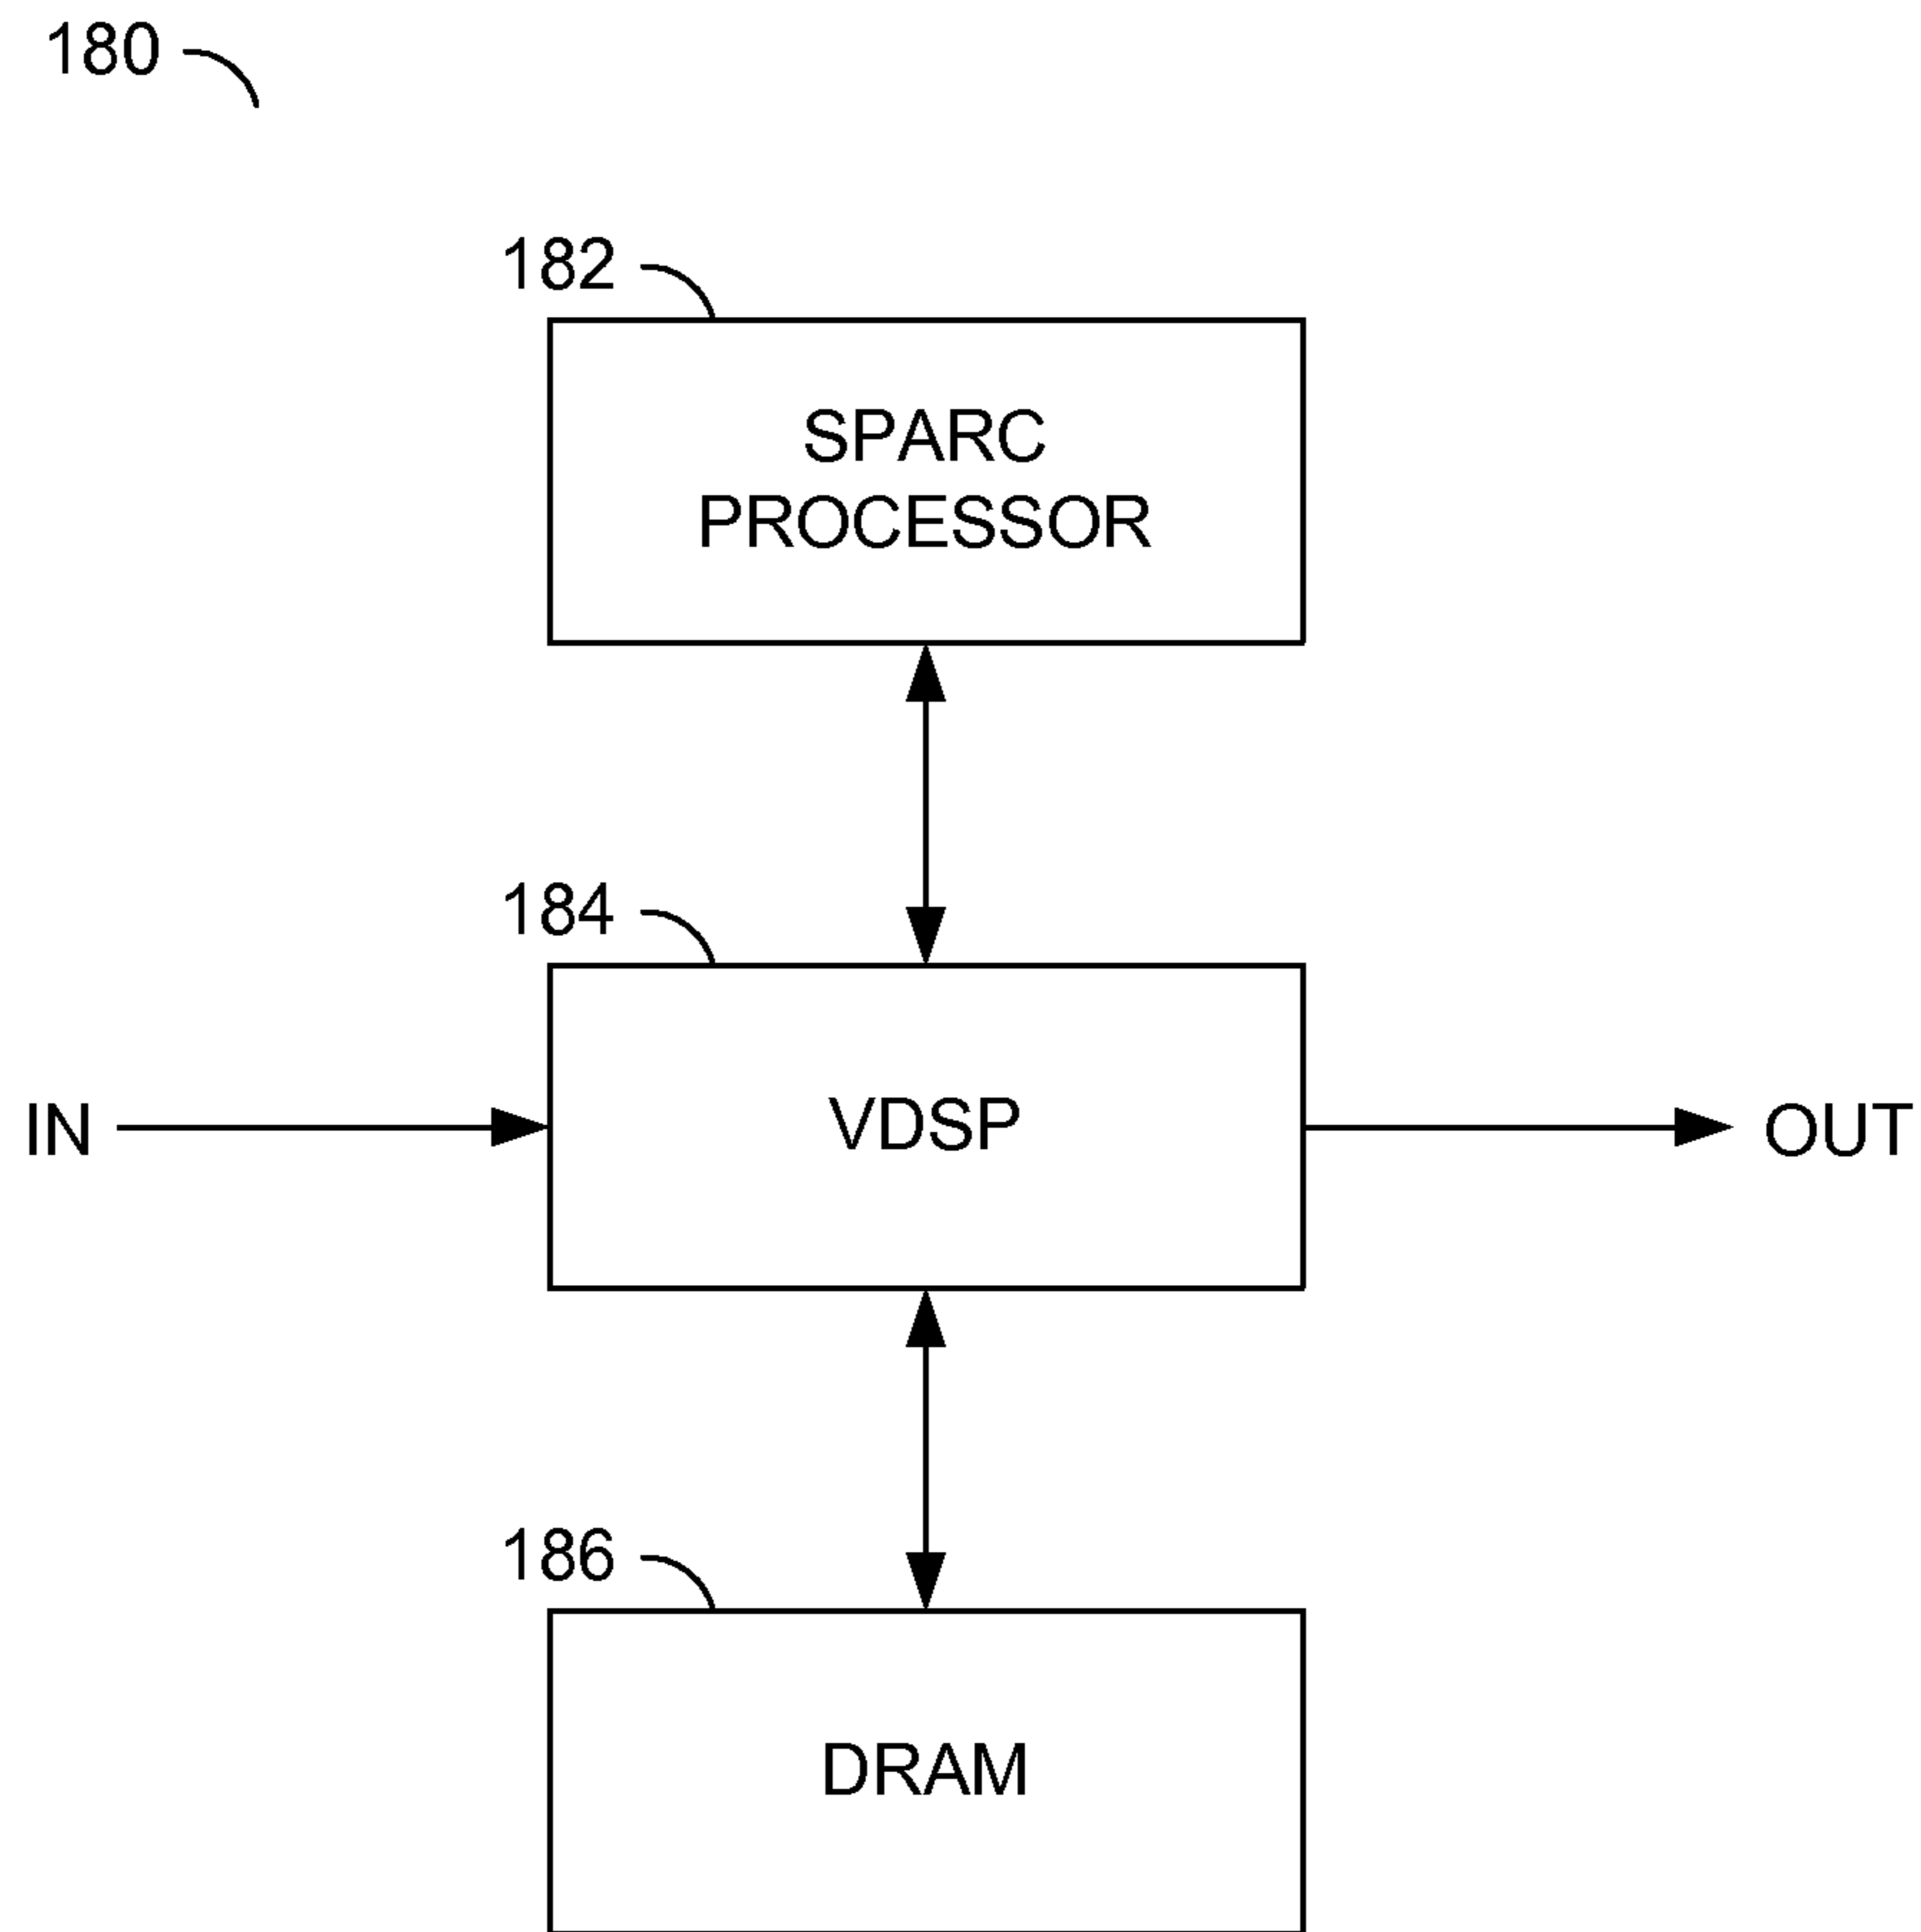 180
182
SPARC
PROCESSOR
184
IN
VDSP
OUT
186
DRAM